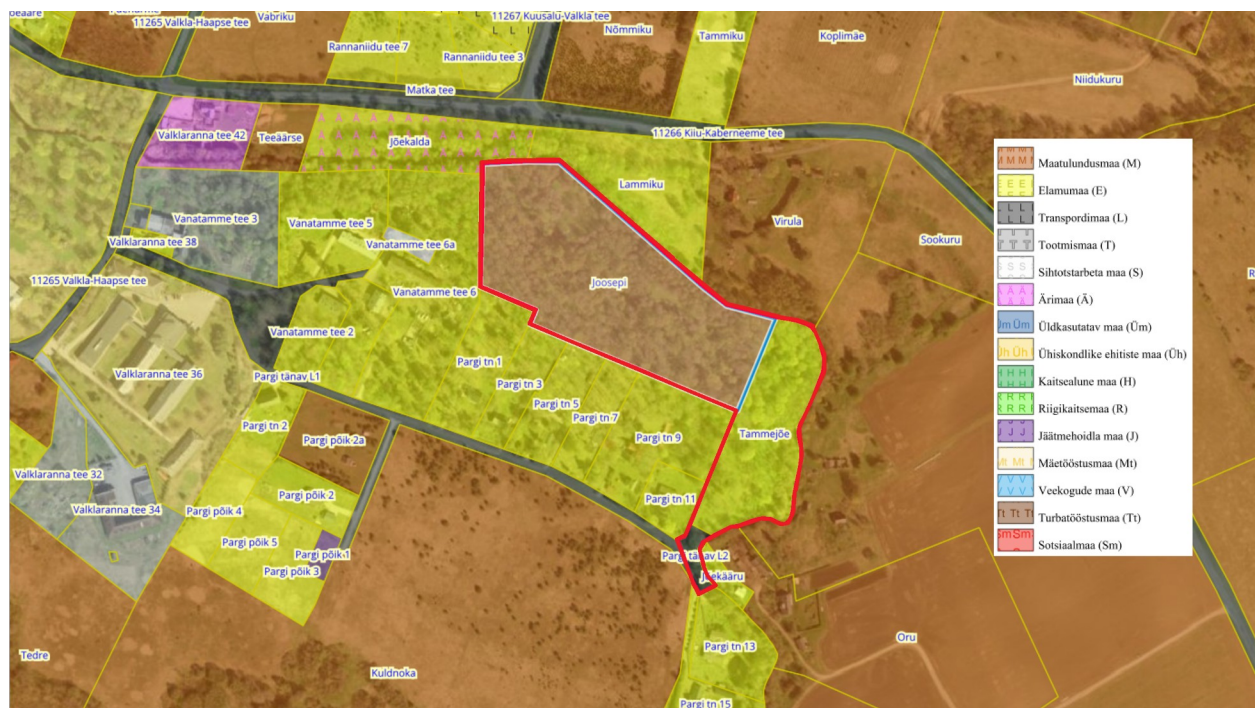 11265 Valkla-Haapse tee
Vabriku
11267 Kuusalu-Valkla tee
L L
Nõmmiku
Tammiku
Koplimäe
Rannaniidu tee 7
Rannaniidu tee 3
Niidukuru
Matka tee
Valklaranna tee 42
Teeäärse
Jõekalda
11266 Kiiu-Kaberneeme tee
Lammiku
Vanatamme tee 3
Vanatamme tee 5
Vanatamme tee 6a
Valklaranna tee 38
Virula
Sookuru
11265 Valkla-Haapse tee
Joosepi
Vanatamme tee 6
Vanatamme tee 2
Valklaranna tee 36
Pargi tänav L1
Pargi tn 1
Pargi tn 3
Pargi tn 5
Pargi tn 7
Pargi tn 9
Pargi tn 11
Tammejõe
Pargi tn 2
Pargi põik 2a
Valklaranna tee 32
Valklaranna tee 34
Pargi põik 2
Pargi põik 4
Pargi põik 5
Pargi põik 1
Pargi põik 3
Pargi tänav L2
Jõekääru
Oru
Pargi tn 13
Pargi tn 15
Tedre
Kuldnoka
Maatulundusmaa (M)
Elamumaa (E)
Transpordimaa (L)
Tootmismaa (T)
Sihtotstarbeta maa (S)
Ärimaa (Ä)
Üldkasutatav maa (Üm)
Ühiskondlike ehitiste maa (Üh)
Kaitsealune maa (H)
Riigikaitsemaa (R)
Jäätmehoidla maa (J)
Mäetööstusmaa (Mt)
Veekogude maa (V)
Turbatööstusmaa (Tt)
Sotsiaalmaa (Sm)